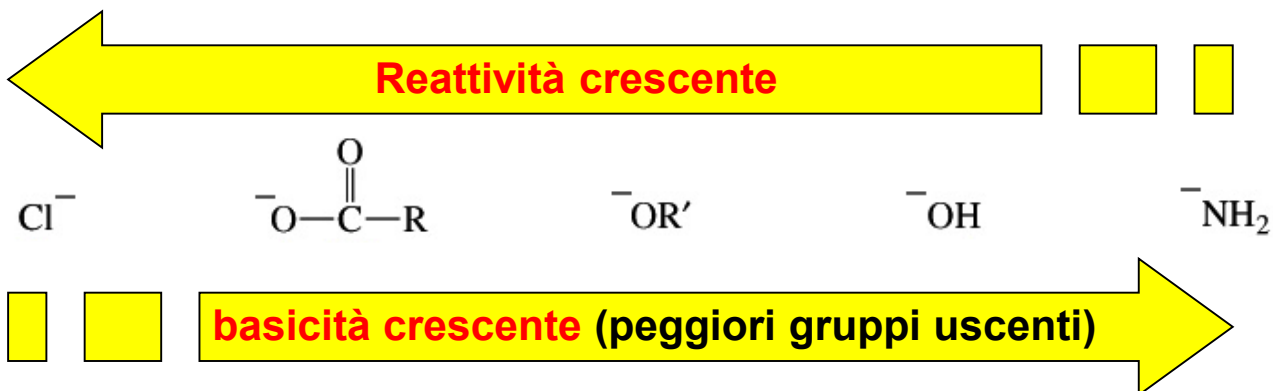 Reattività crescente
O
Cl⁻ ⁻O—C—R ⁻OR′ ⁻OH ⁻NH₂
basicità crescente (peggiori gruppi uscenti)